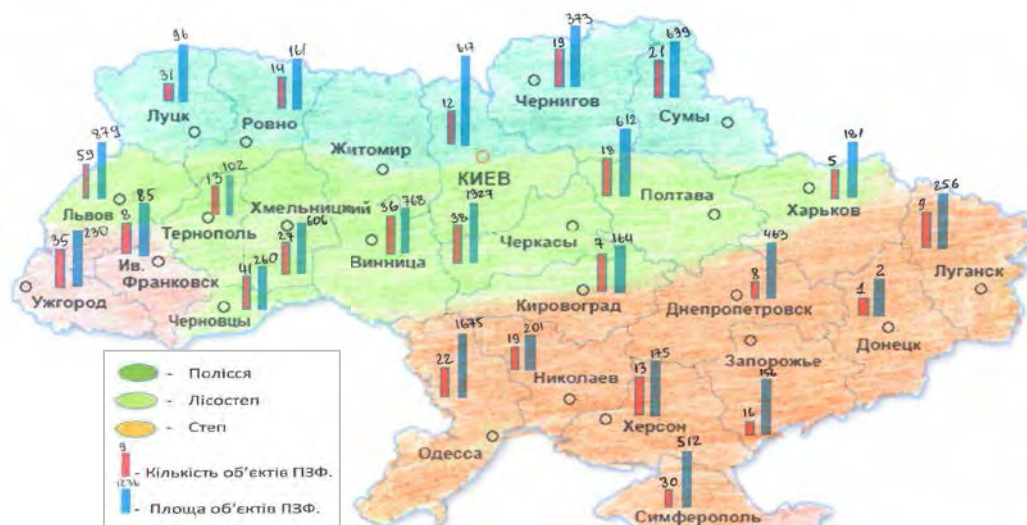 96
31
Луцк
161
14
Ровно
Житомир
617
12
КИЕВ
373
19
Чернигов
699
21
Сумы
879
59
Львов
102
13
Тернополь
Хмельницкий
606
27
768
36
Винница
1327
38
Черкасы
612
18
Полтава
181
5
Харьков
256
9
Луганск
230
35
Ужгород
85
8
Ив.
Франковск
260
41
Черновцы
164
7
Кировоград
463
8
Днепропетровск
2
1
Донецк
Запорожье
156
16
1675
22
Одесса
201
19
Николаев
175
13
Херсон
512
30
Симферополь
- Полісся
- Лісостеп
- Степ
9
- Кількість об'єктів ПЗФ.
1236
- Площа об'єктів ПЗФ.